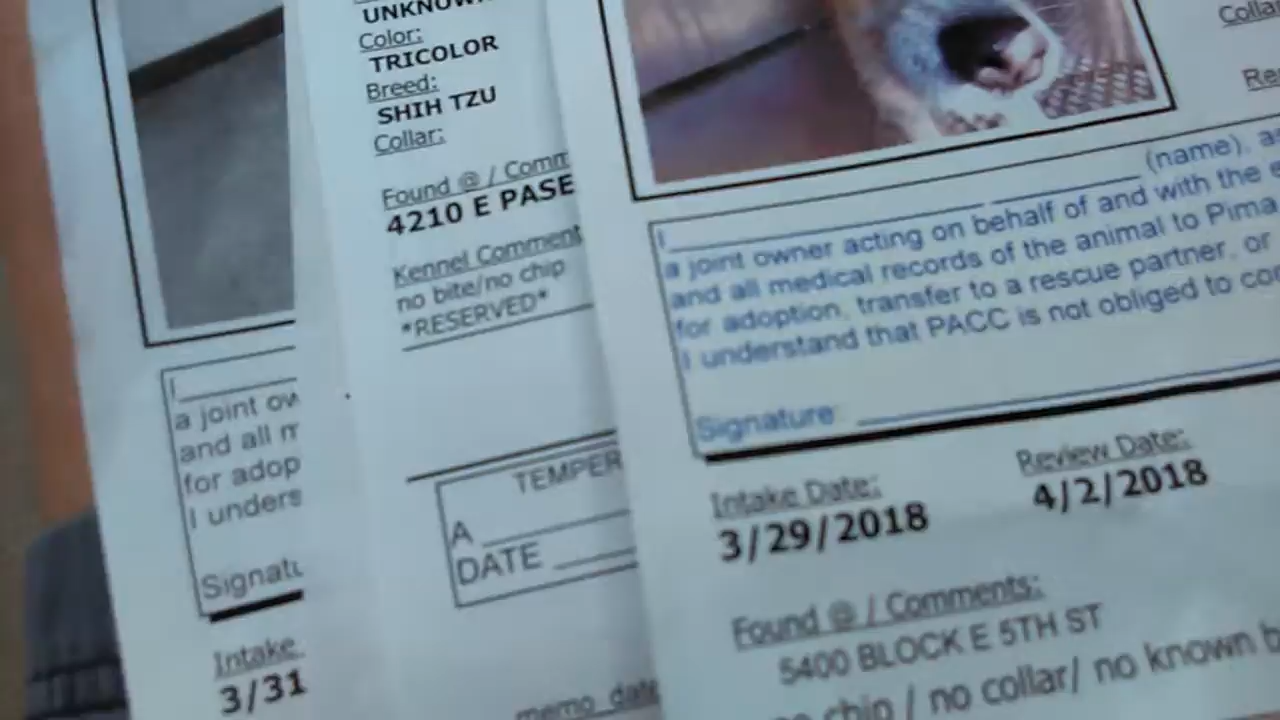 Color:
TRICOLOR
Breed:
SHIH TZU
Collar:
Found @ / Comm
4210 E PASE
Kennel Comment
no bite/no chip
*RESERVED*
TEMPER
A
DATE
memo date
I
a joint ow
and all m
for adop
I unders
Signatu
Intake
3/31
Colla
Re
I (name), a
a joint owner acting on behalf of and with the e
and all medical records of the animal to Pima
for adoption, transfer to a rescue partner, or
I understand that PACC is not obliged to co
Signature:
Intake Date:
3/29/2018
Review Date:
4/2/2018
Found @ / Comments:
5400 BLOCK E 5TH ST
chip / no collar/ no known b